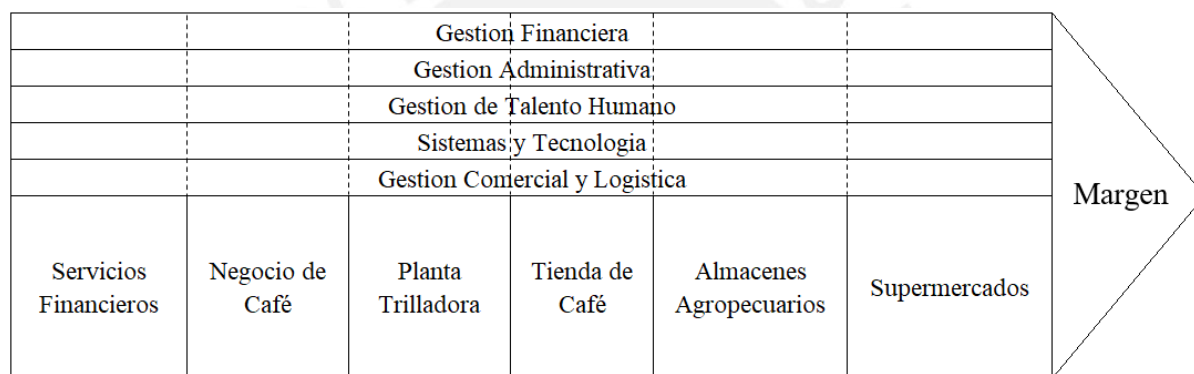 Gestion Financiera
Gestion Administrativa
Gestion de Talento Humano
Sistemas y Tecnologia
Gestion Comercial y Logistica
Margen
Servicios
Financieros
Negocio de
Café
Planta
Trilladora
Tienda de
Café
Almacenes
Agropecuarios
Supermercados